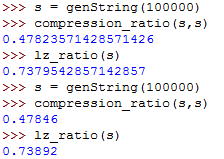 >>> s = genString(100000)
>>> compression_ratio(s,s)
0.47823571428571426
>>> lz_ratio(s)
0.7379542857142857
>>> s = genString(100000)
>>> compression_ratio(s,s)
0.47846
>>> lz_ratio(s)
0.73892